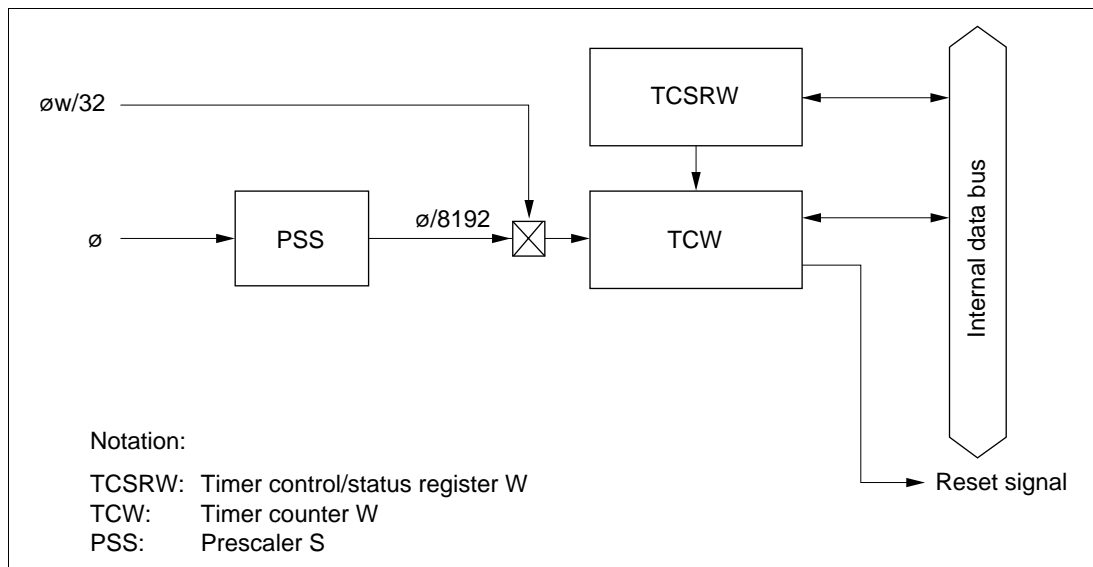 TCSRW
øw/32
ø/8192
ø
PSS
TCW
Internal data bus
Notation:
TCSRW: Timer control/status register W
TCW: Timer counter W
PSS: Prescaler S
Reset signal